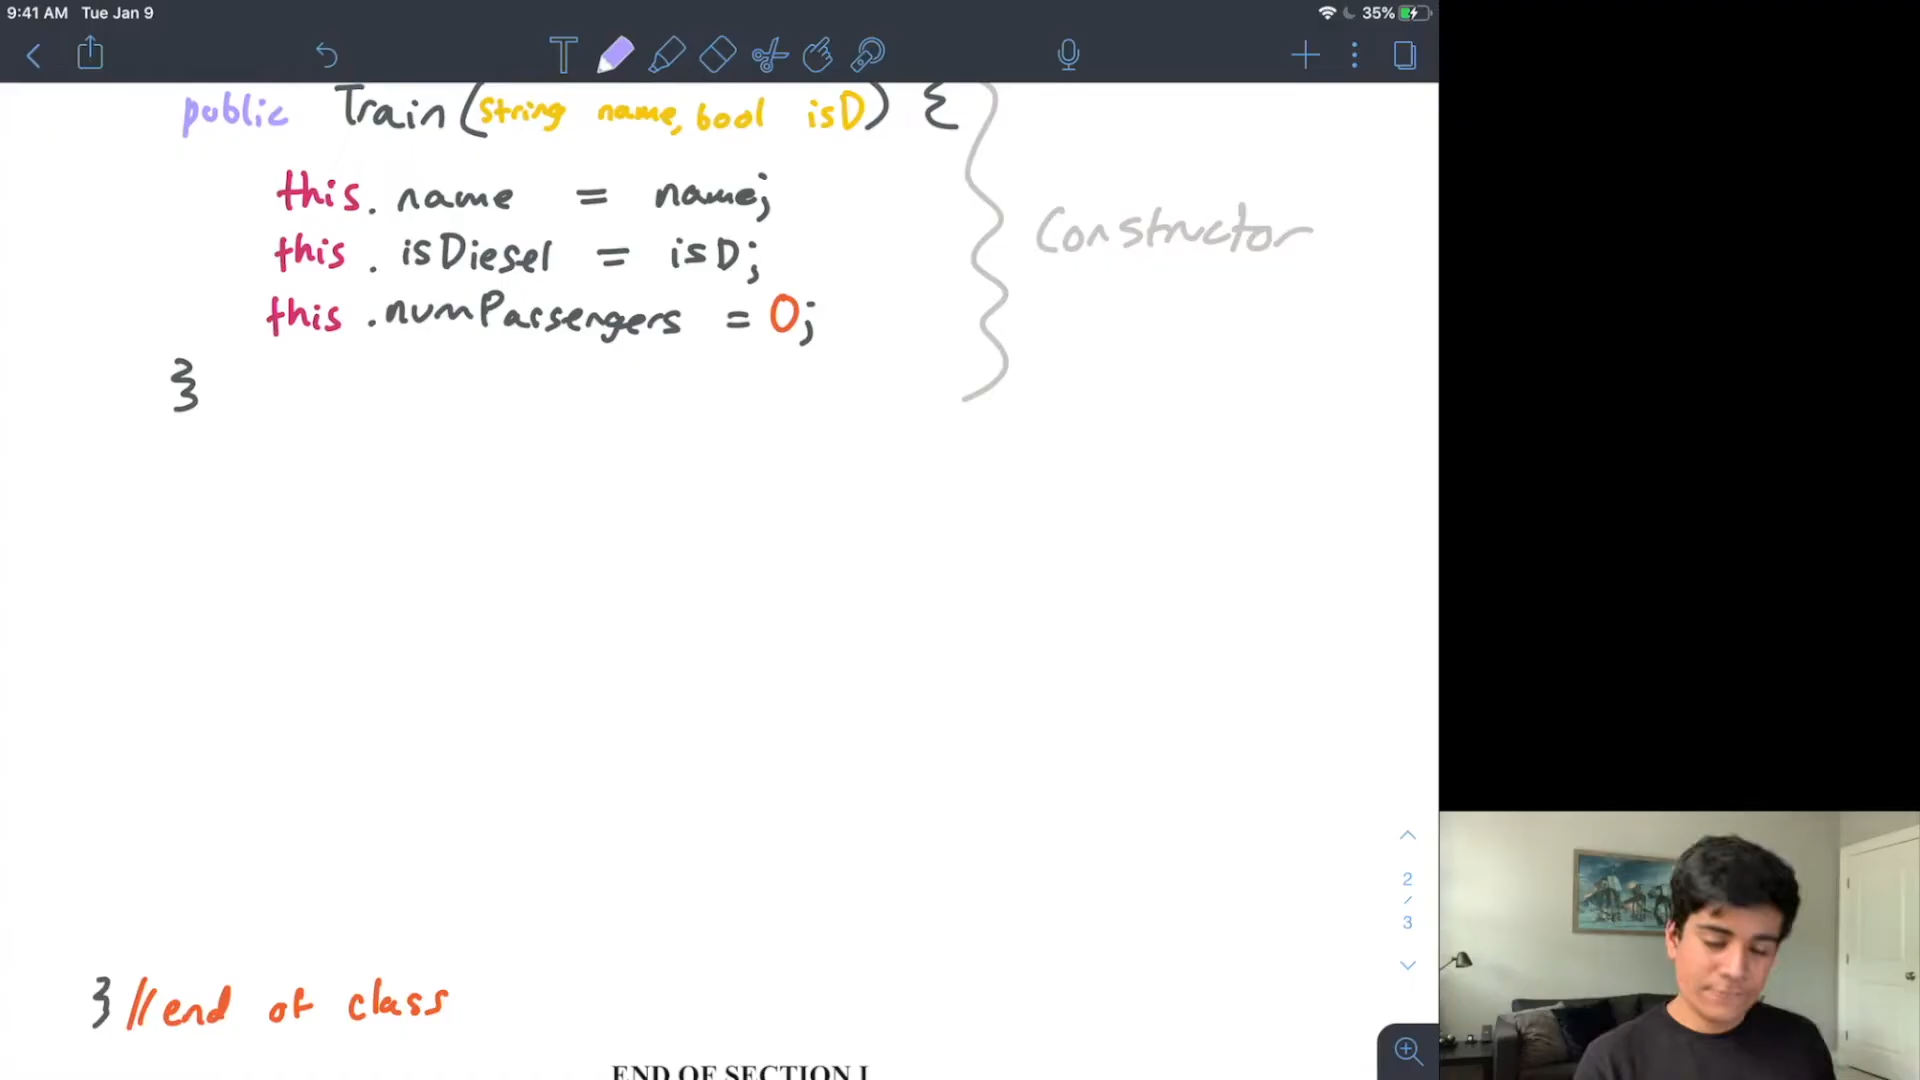 9:41 AM Tue Jan 9
35%
public Train(string name, bool isD) {
this. name = name;
this . isDiesel = isD;
this .numPassengers = 0;
}
Constructor
2
3
} //end of class
END OF SECTION I